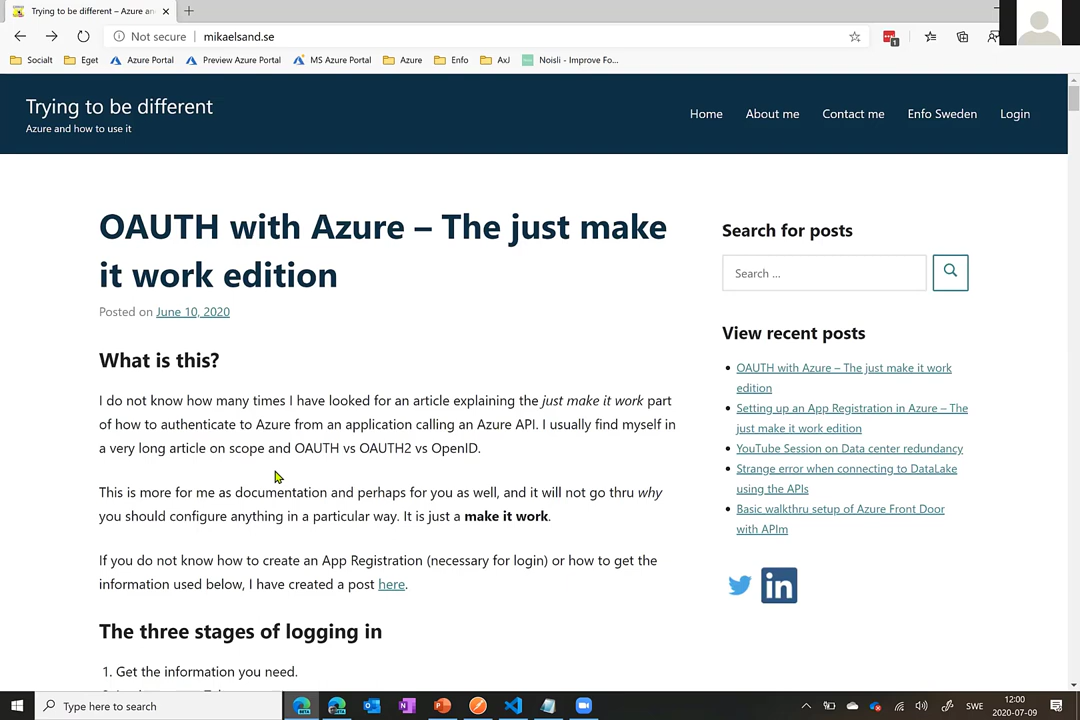 Trying to be different – Azure an
Not secure
mikaelsand.se
1
Socialt
Eget
Azure Portal
Preview Azure Portal
MS Azure Portal
Azure
Enfo
AxJ
Noisli - Improve Fo...
Trying to be different
Azure and how to use it
Home
About me
Contact me
Enfo Sweden
Login
OAUTH with Azure – The just make
it work edition
Posted on June 10, 2020
What is this?
I do not know how many times I have looked for an article explaining the just make it work part
of how to authenticate to Azure from an application calling an Azure API. I usually find myself in
a very long article on scope and OAUTH vs OAUTH2 vs OpenID.
This is more for me as documentation and perhaps for you as well, and it will not go thru why
you should configure anything in a particular way. It is just a make it work.
If you do not know how to create an App Registration (necessary for login) or how to get the
information used below, I have created a post here.
The three stages of logging in
1. Get the information you need.
Search for posts
Search ...
View recent posts
OAUTH with Azure – The just make it work
edition
Setting up an App Registration in Azure – The
just make it work edition
YouTube Session on Data center redundancy
Strange error when connecting to DataLake
using the APIs
Basic walkthru setup of Azure Front Door
with APIm
in
Type here to search
SWE
12:00
2020-07-09